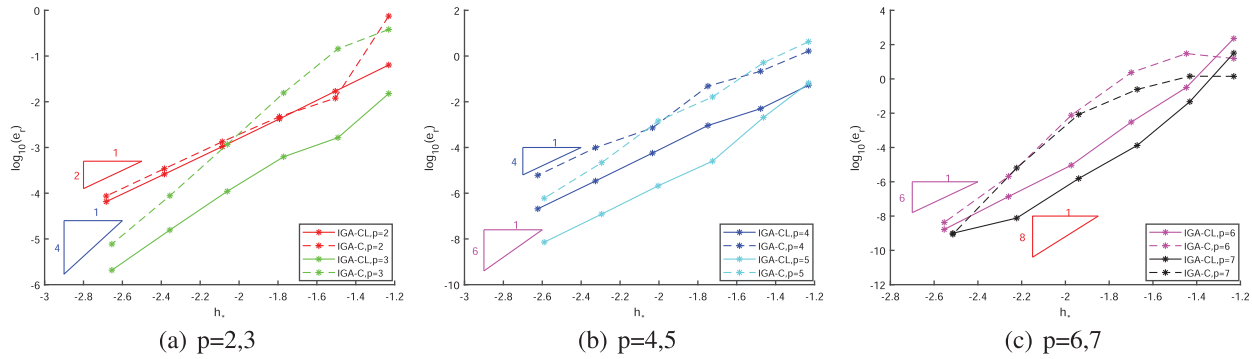 0
-1
-2
-3
-4
-5
-6
log10(er)
1
2
1
4
IGA-CL,p=2
IGA-C,p=2
IGA-CL,p=3
IGA-C,p=3
-3 -2.8 -2.6 -2.4 -2.2 -2 -1.8 -1.6 -1.4 -1.2
h*
(a) p=2,3
2
0
-2
-4
-6
-8
-10
log10(er)
1
4
1
6
IGA-CL,p=4
IGA-C,p=4
IGA-CL,p=5
IGA-C,p=5
-3 -2.8 -2.6 -2.4 -2.2 -2 -1.8 -1.6 -1.4 -1.2
h*
(b) p=4,5
4
2
0
-2
-4
-6
-8
-10
-12
log10(er)
1
6
1
8
IGA-CL,p=6
IGA-C,p=6
IGA-CL,p=7
IGA-C,p=7
-2.8 -2.6 -2.4 -2.2 -2 -1.8 -1.6 -1.4 -1.2
h*
(c) p=6,7